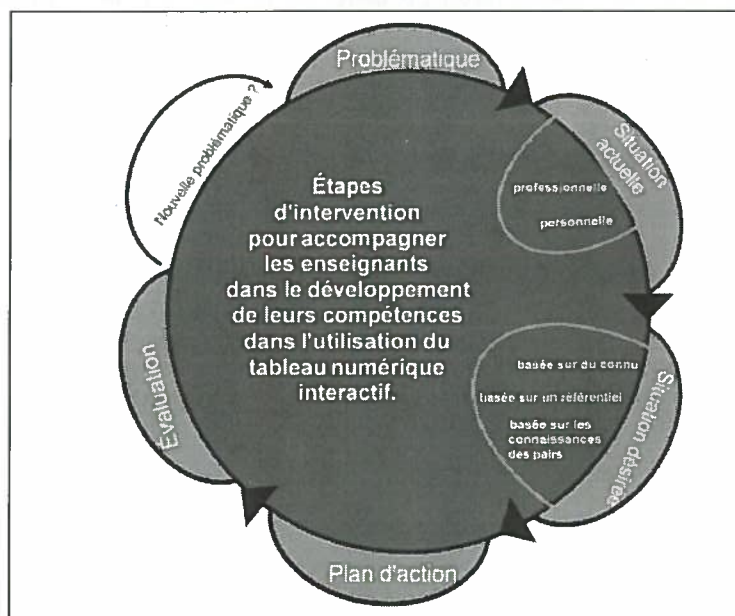 Problématique
Situation
actuelle
professionnelle
personnelle
Nouvelle problématique ?
Étapes
d'intervention
pour accompagner
les enseignants
dans le développement
de leurs compétences
dans l'utilisation du
tableau numérique
interactif.
basée sur du connu
basée sur un référentiel
basée sur les
connaissances
des pairs
Situation désirée
Évaluation
Plan d'action